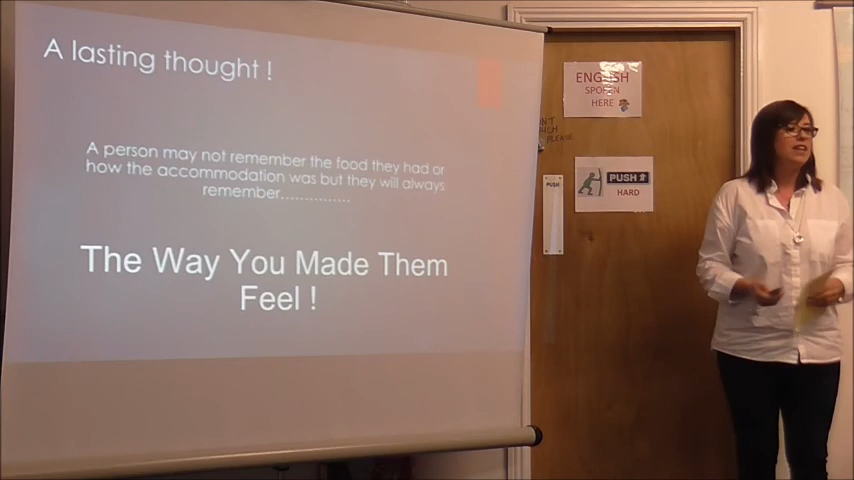 A lasting thought !
A person may not remember the food they had or
how the accommodation was but they will always
remember...............
The Way You Made Them
Feel !
ENGLISH
SPOKEN
HERE
PLEASE
PUSH
PUSH
HARD